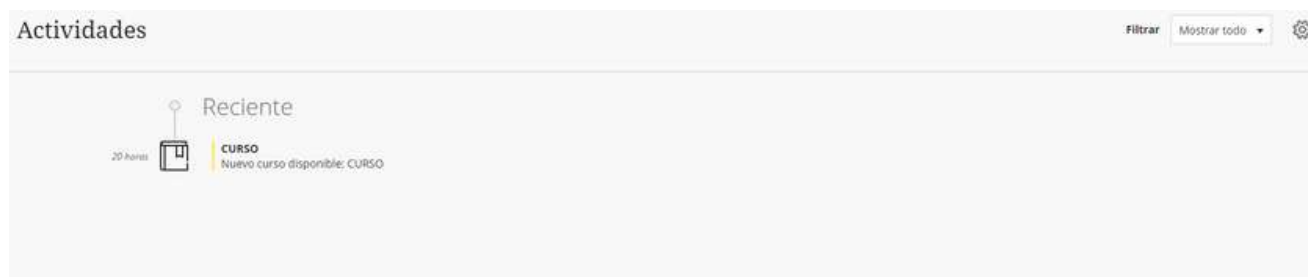 Actividades
Filtrar Mostrar todo
Reciente
20 horas
CURSO
Nuevo curso disponible: CURSO